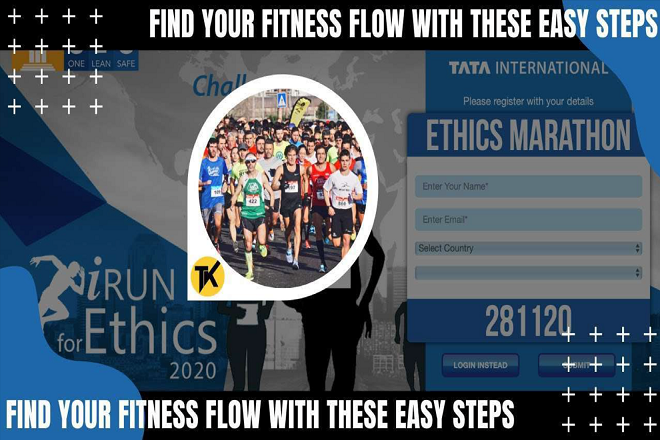 FIND YOUR FITNESS FLOW WITH THESE EASY STEPS
ONE LEAN SAFE
Chall
TATA INTERNATIONAL
Please register with your details
ETHICS MARATHON
Enter Your Name*
Enter Email*
Select Country
281120
LOGIN INSTEAD
SUBMIT
422
TK
iRUN
for Ethics
2020
FIND YOUR FITNESS FLOW WITH THESE EASY STEPS